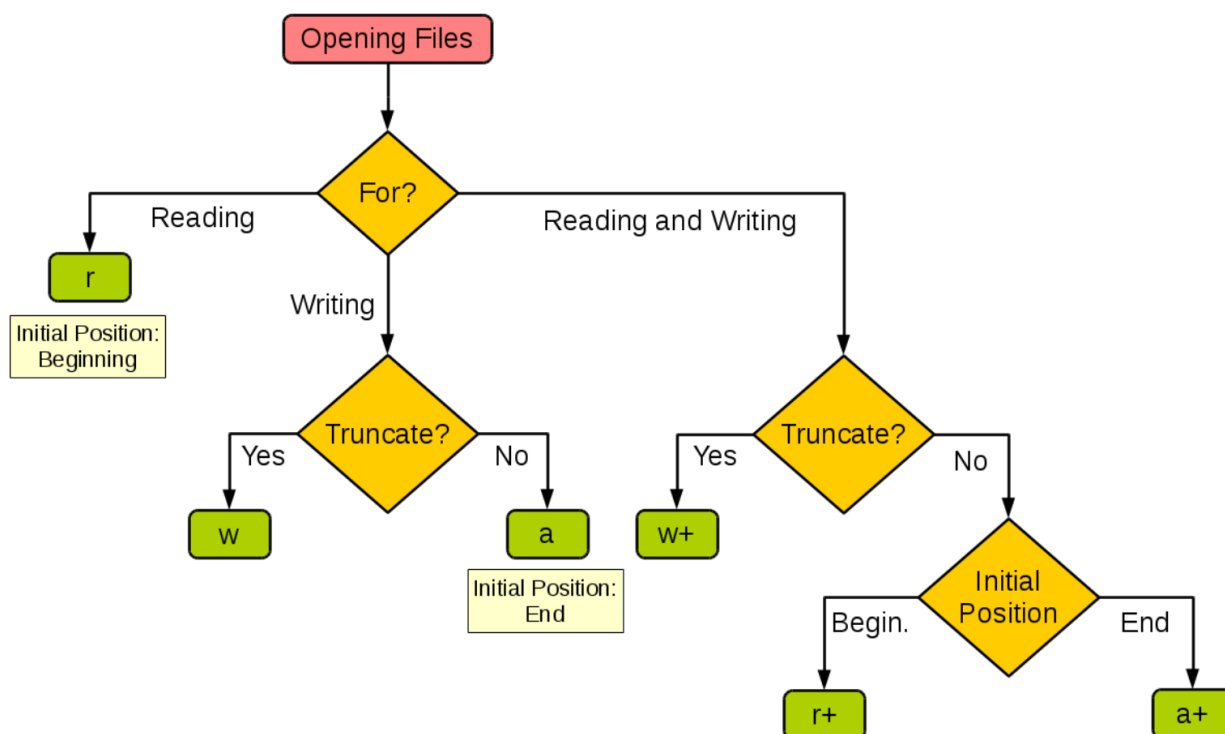 Opening Files
For?
Reading
Reading and Writing
r
Writing
Initial Position:
Beginning
Truncate?
Truncate?
Yes
No
Yes
No
w
a
w+
Initial Position:
End
Initial
Position
Begin.
End
r+
a+